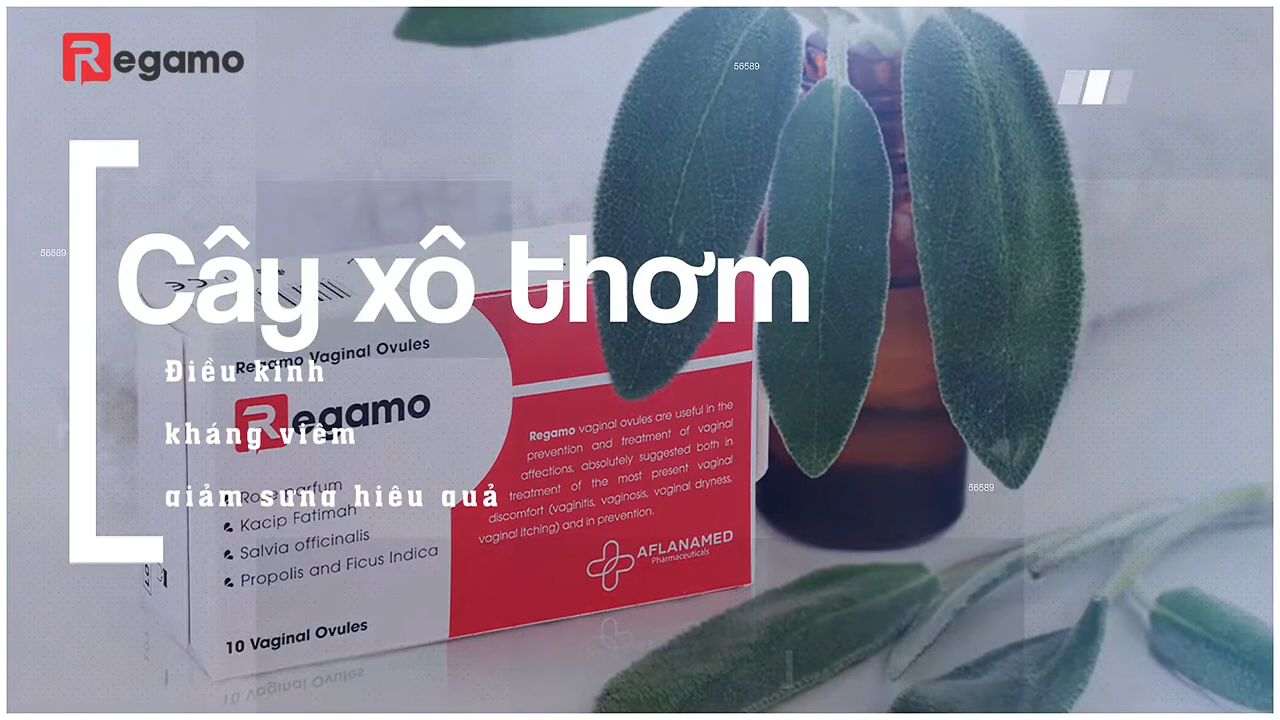 Regamo
56589
56589
Cây xô thơm
Điều kinh
kháng viêm
giảm sưng hiệu quả
56589
Regamo Vaginal Ovules
Regamo
Rose parfum
Kacip Fatimah
Salvia officinalis
Propolis and Ficus Indica
10 Vaginal Ovules
Regamo vaginal ovules are useful in the
prevention and treatment of vaginal
affections, absolutely suggested both in
treatment of the most present vaginal
discomfort (vaginitis, vaginosis, vaginal dryness,
vaginal itching) and in prevention.
AFLANAMED
Pharmaceuticals